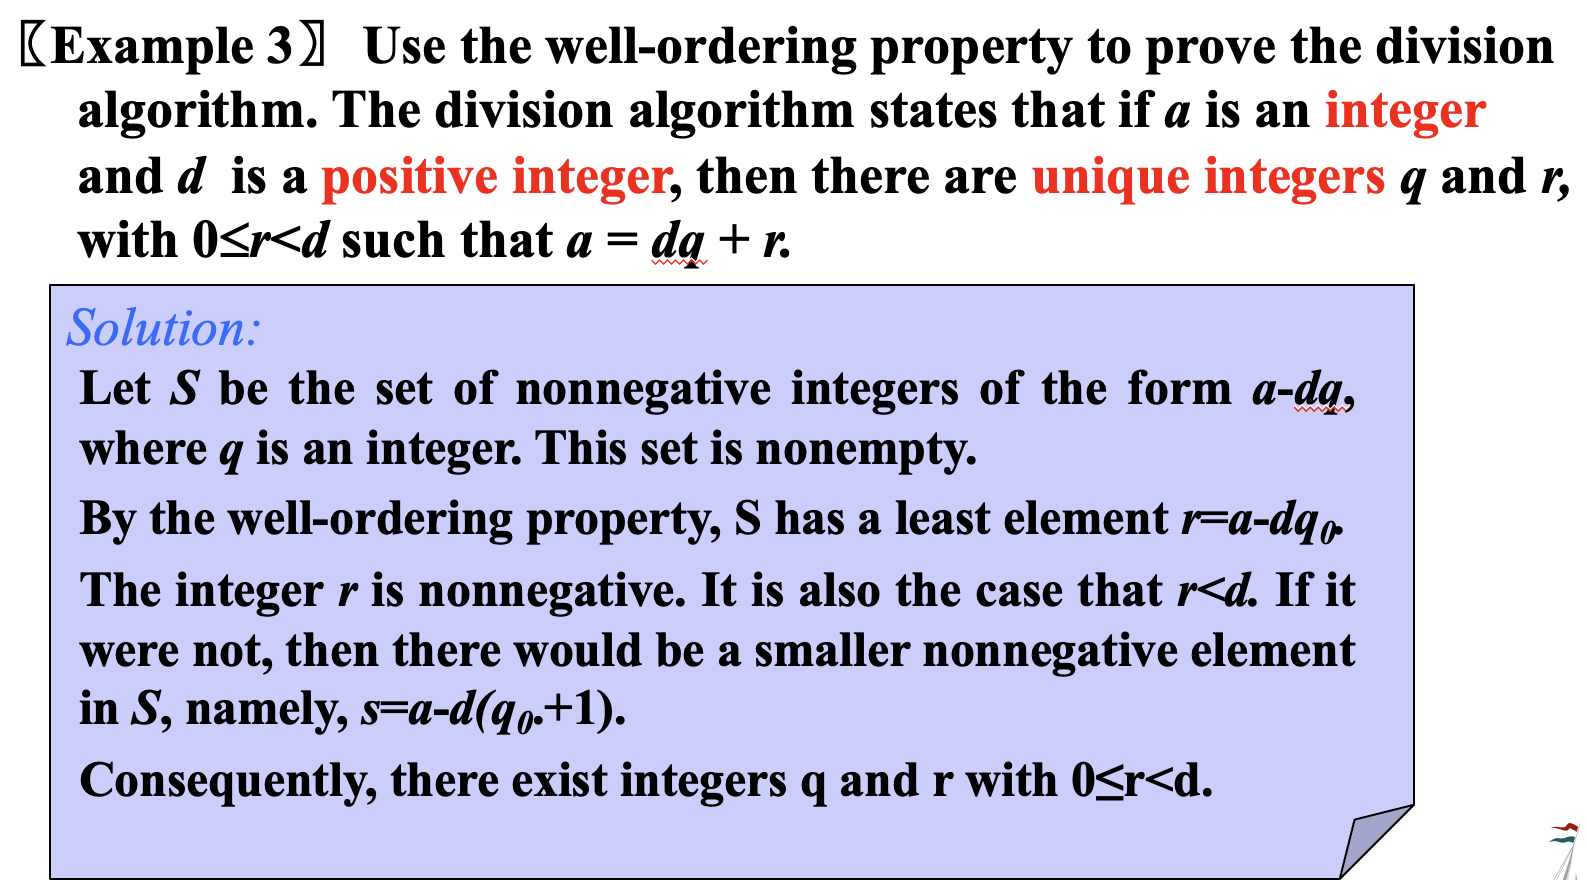 〖Example 3〗 Use the well-ordering property to prove the division
algorithm. The division algorithm states that if a is an integer
and d is a positive integer, then there are unique integers q and r,
with 0≤r<d such that a = dq + r.
Solution:
Let S be the set of nonnegative integers of the form a-dq,
where q is an integer. This set is nonempty.
By the well-ordering property, S has a least element r=a-dq₀.
The integer r is nonnegative. It is also the case that r<d. If it
were not, then there would be a smaller nonnegative element
in S, namely, s=a-d(q₀.+1).
Consequently, there exist integers q and r with 0≤r<d.